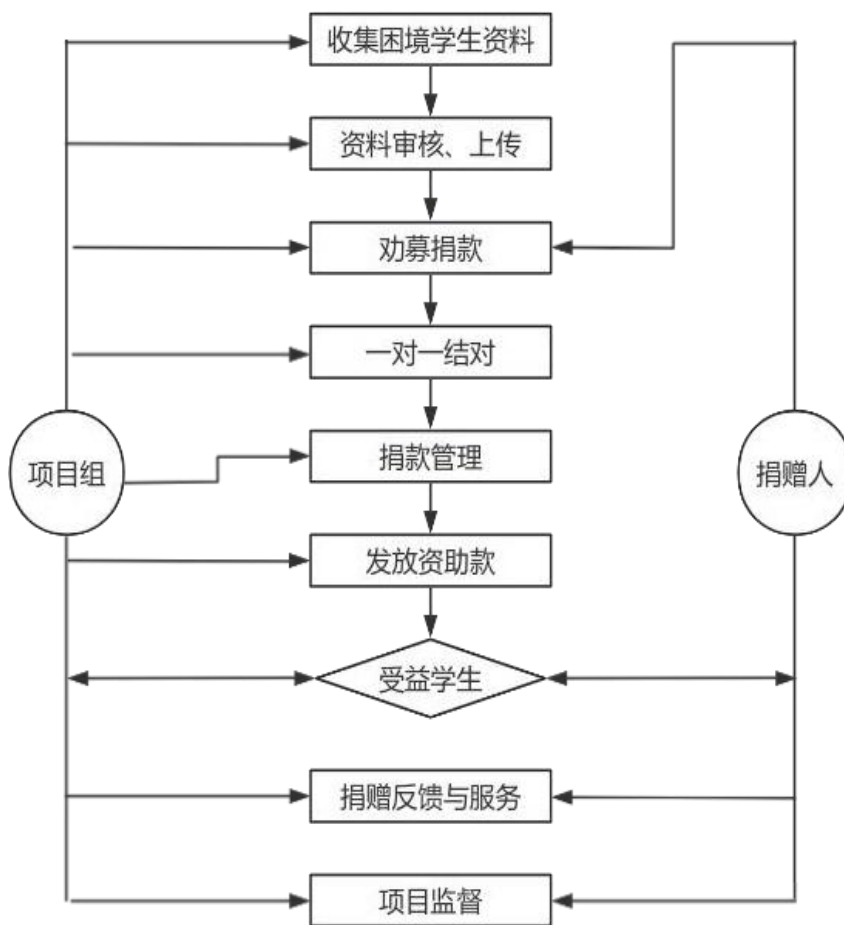 收集困境学生资料
资料审核、上传
劝募捐款
一对一结对
项目组
捐款管理
捐赠人
发放资助款
受益学生
捐赠反馈与服务
项目监督